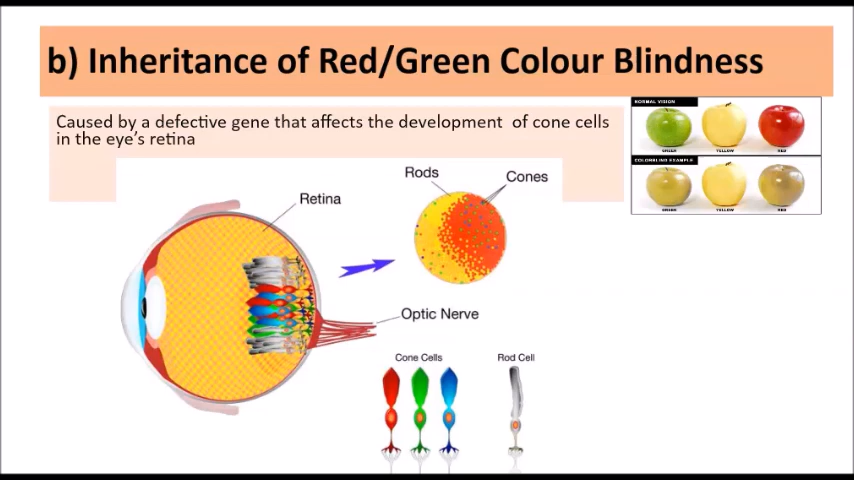 b) Inheritance of Red/Green Colour Blindness
Caused by a defective gene that affects the development of cone cells
in the eye's retina
NORMAL VISION
GREEN YELLOW RED
COLORBLIND EXAMPLE
GREEN YELLOW RED
Rods
Cones
Retina
Optic Nerve
Cone Cells
Rod Cell